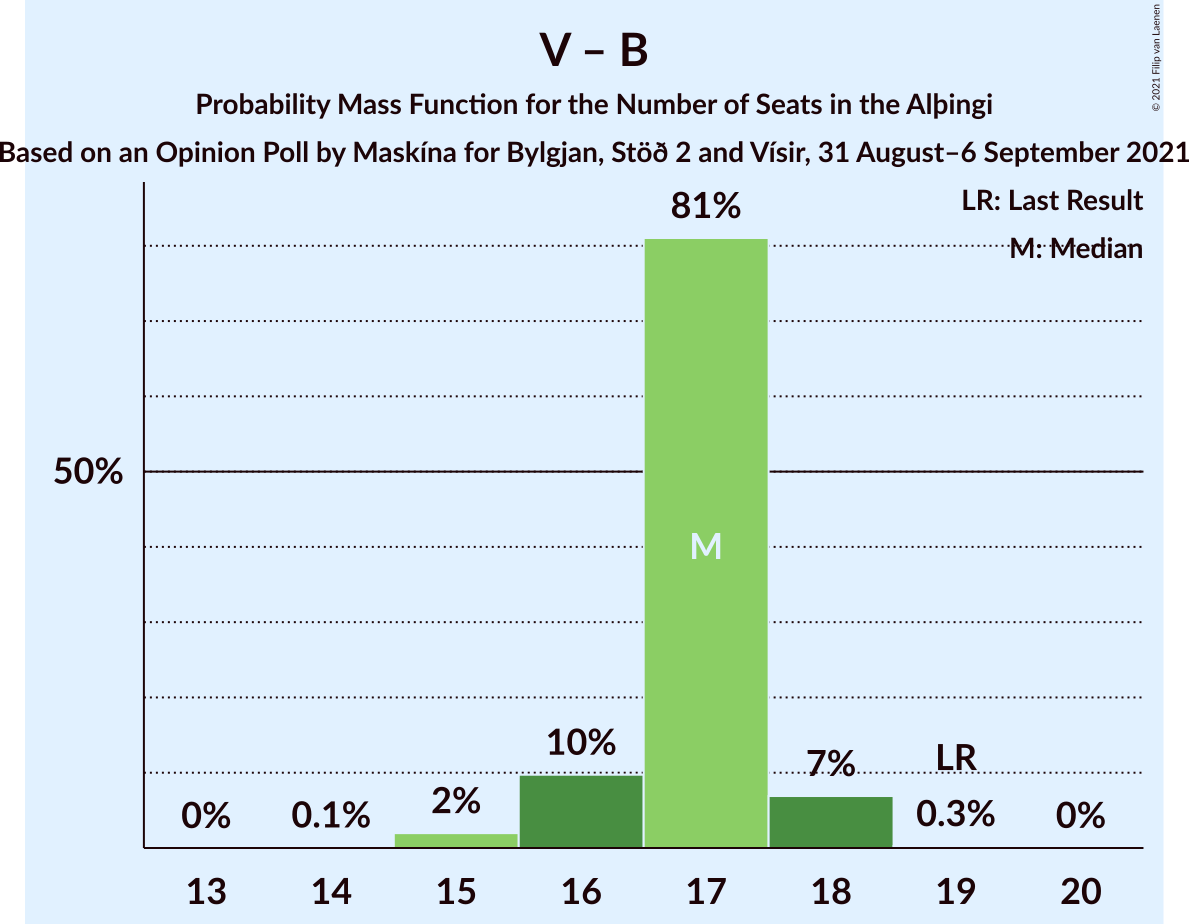 V – B
Probability Mass Function for the Number of Seats in the Alþingi
Based on an Opinion Poll by Maskína for Bylgjan, Stöð 2 and Vísir, 31 August–6 September 2021
© 2021 Filip van Laenen
LR: Last Result
M: Median
81%
50%
M
10%
7%
LR
2%
0%
0.1%
0.3%
0%
13 14 15 16 17 18 19 20